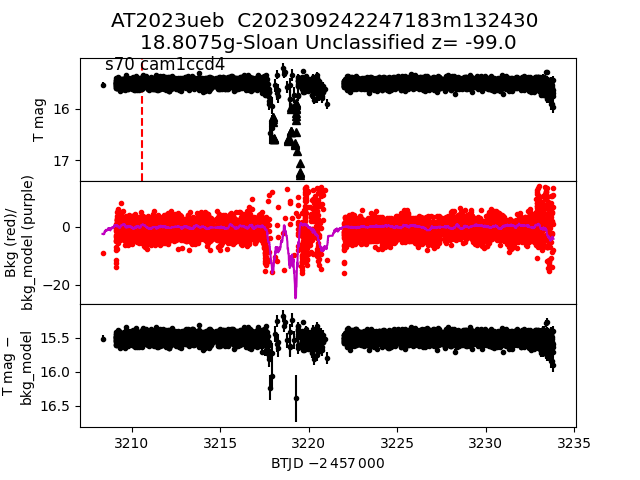 AT2023ueb C202309242247183m132430
18.8075g-Sloan Unclassified z= -99.0
s70 cam1ccd4
T mag
16
17
Bkg (red)/
bkg_model (purple)
0
−20
T mag −
bkg_model
15.5
16.0
16.5
3210 3215 3220 3225 3230 3235
BTJD −2 457 000